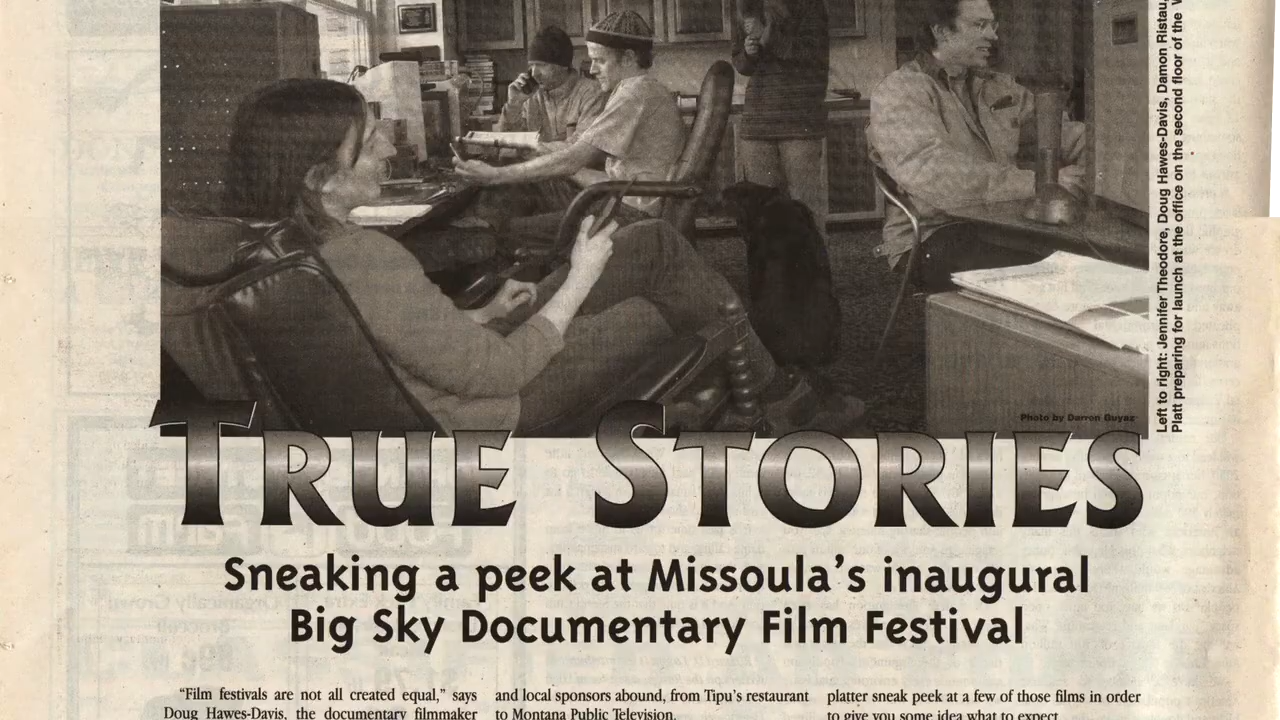 Left to right: Jennifer Theodore, Doug Hawes-Davis, Damon Ristau,
Platt preparing for launch at the office on the second floor of the
Photo by Darren Guyaz
TRUE STORIES
Sneaking a peek at Missoula's inaugural
Big Sky Documentary Film Festival
"Film festivals are not all created equal," says
Doug Hawes-Davis, the documentary filmmaker
and local sponsors abound, from Tipu's restaurant
to Montana Public Television.
platter sneak peek at a few of those films in order
to give you some idea what to expect.